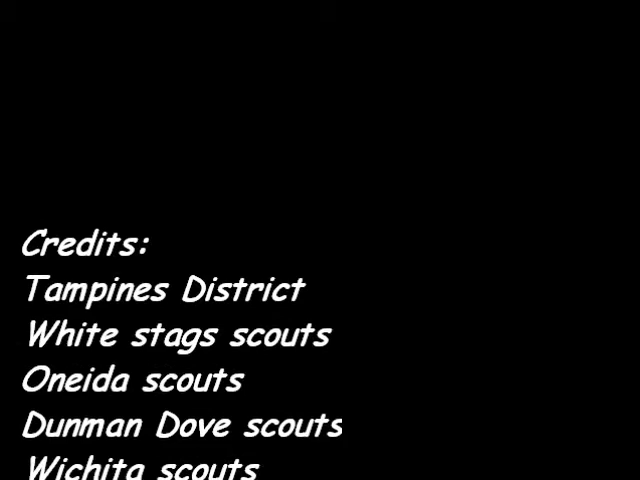 Credits:
Tampines District
White stags scouts
Oneida scouts
Dunman Dove scouts
Wichita scouts